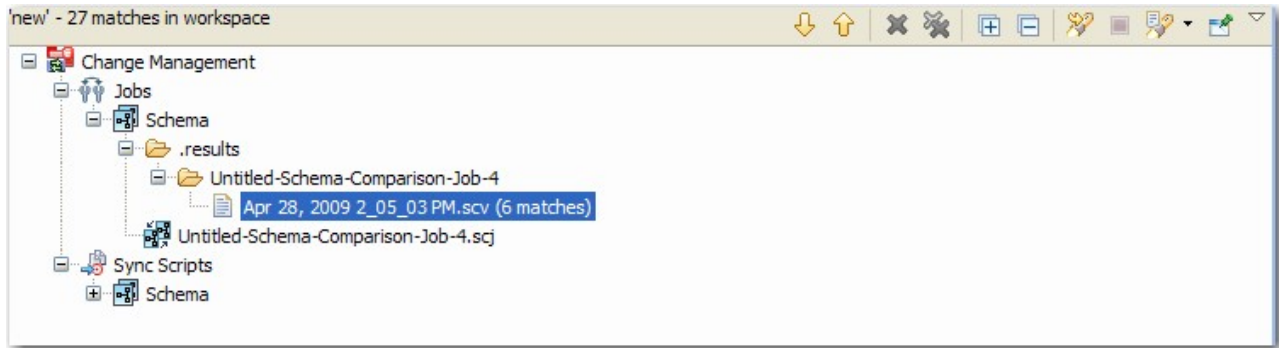 'new' - 27 matches in workspace
Change Management
Jobs
Schema
.results
Untitled-Schema-Comparison-Job-4
Apr 28, 2009 2_05_03 PM.scv (6 matches)
Untitled-Schema-Comparison-Job-4.scj
Sync Scripts
Schema